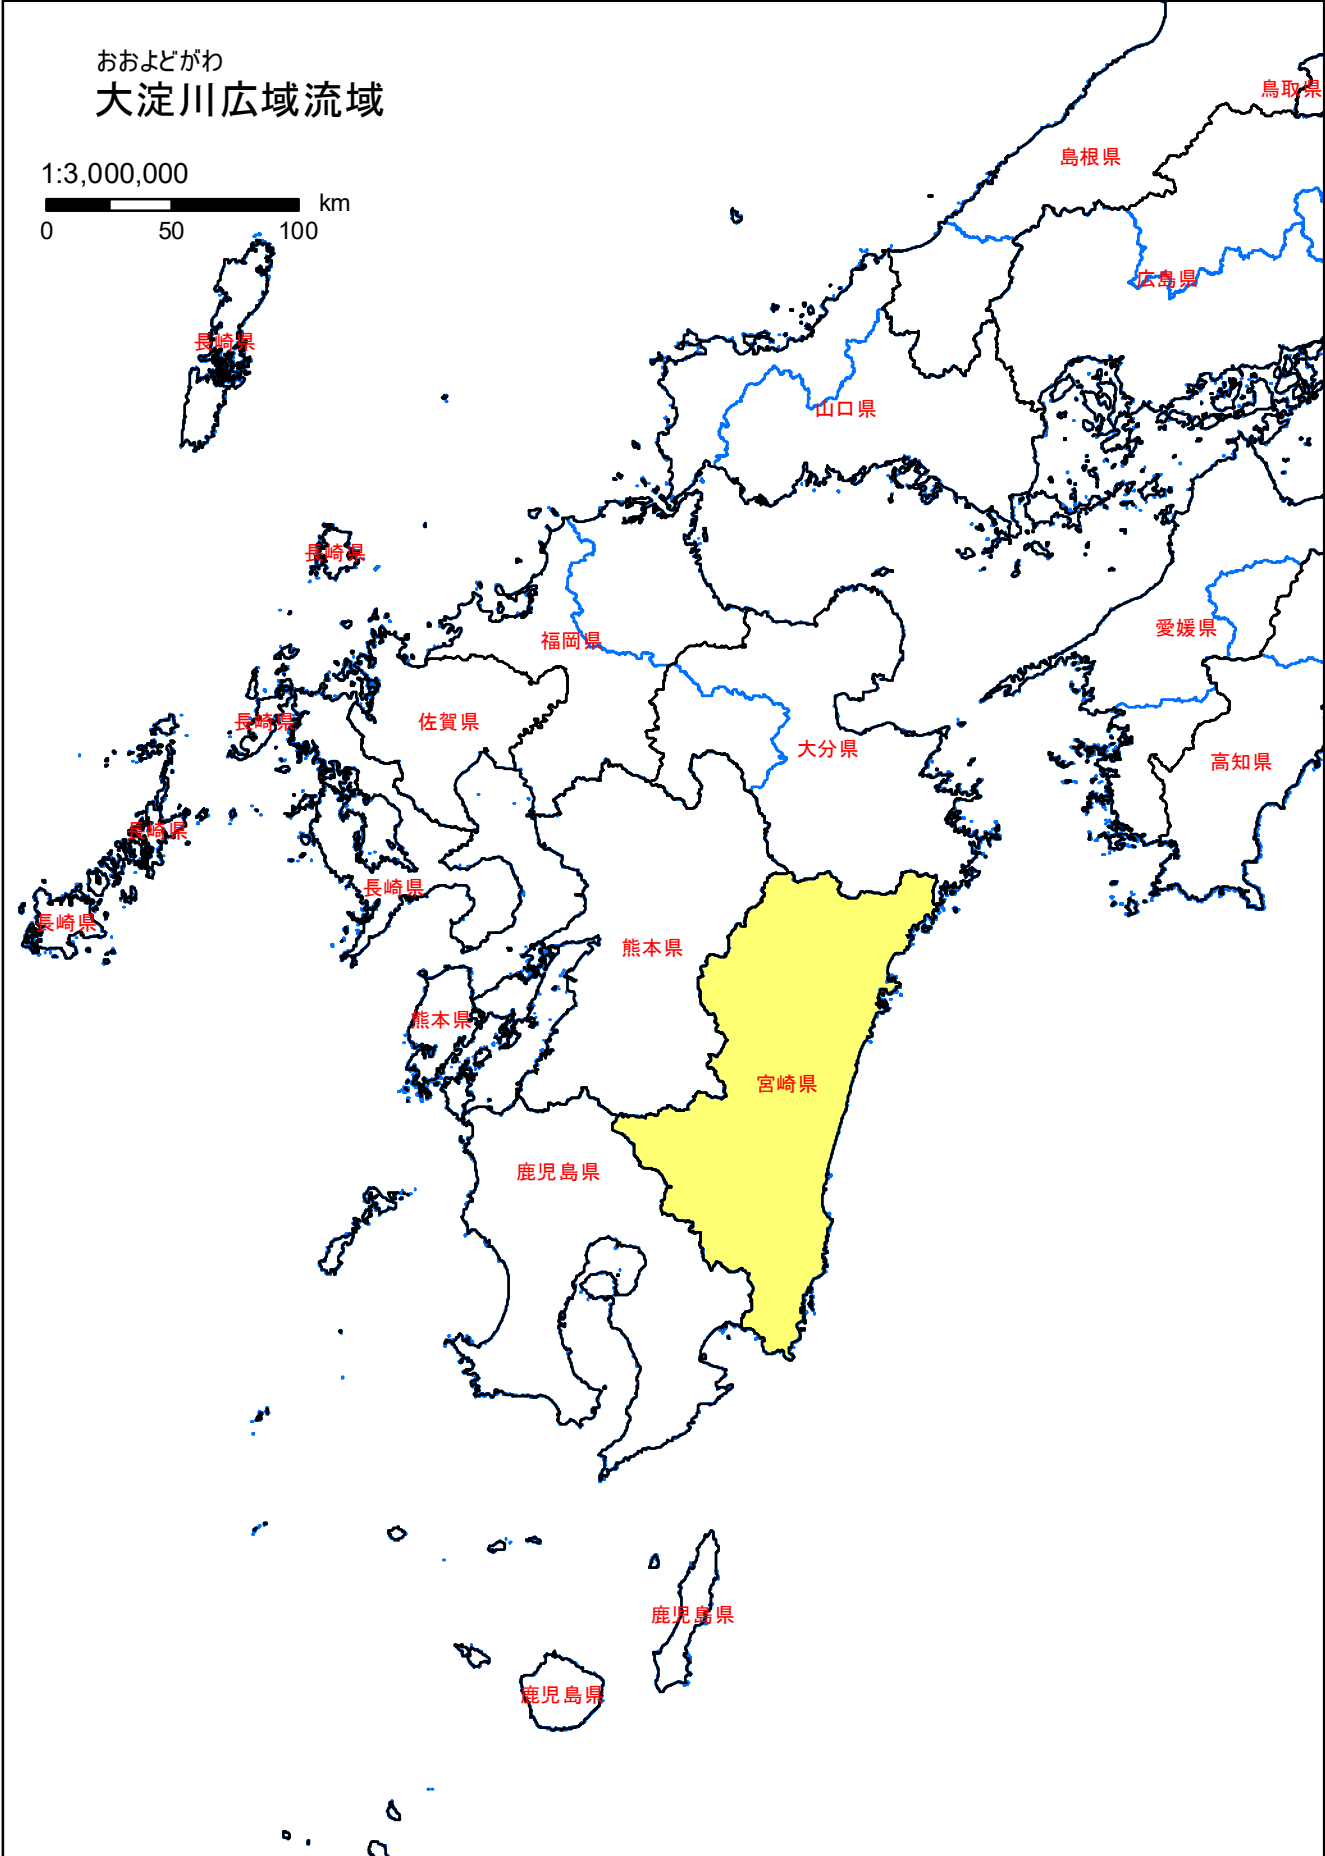 おおよどがわ
大淀川広域流域
1:3,000,000
km
0 50 100
鳥取県
島根県
広島県
長崎県
山口県
長崎県
愛媛県
福岡県
長崎県
佐賀県
大分県
高知県
長崎県
長崎県
長崎県
熊本県
熊本県
宮崎県
鹿児島県
鹿児島県
鹿児島県